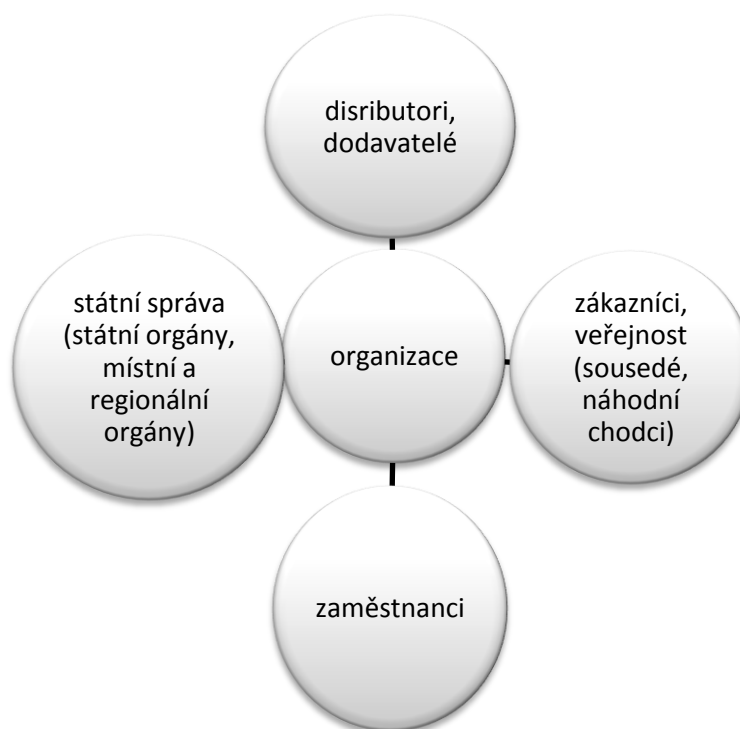 disributori,
dodavatelé
státní správa
(státní orgány,
místní a
regionální
orgány)
organizace
zákazníci,
veřejnost
(sousedé,
náhodní
chodci)
zaměstnanci